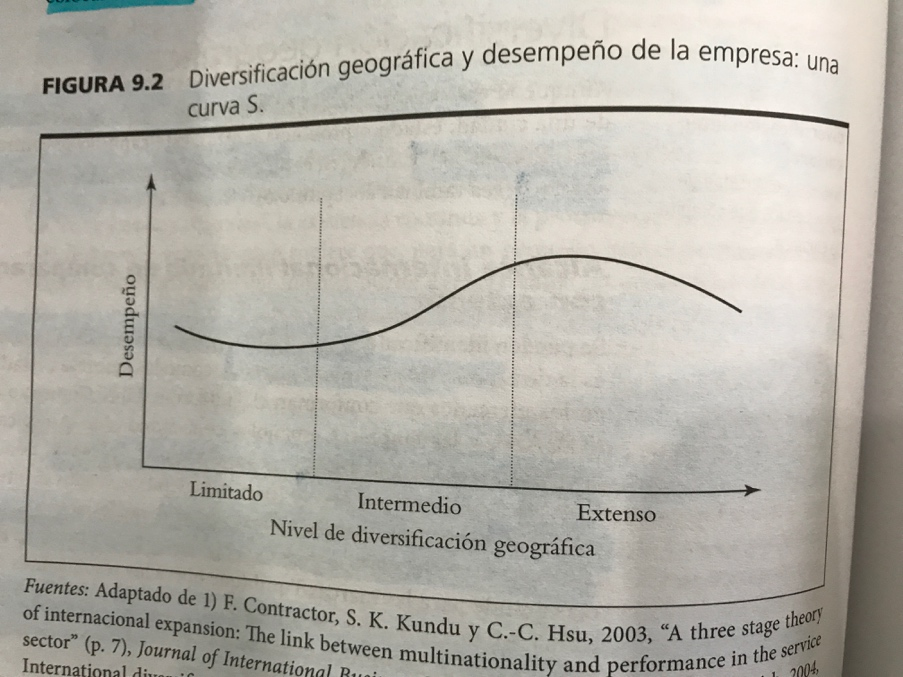 FIGURA 9.2 Diversificación geográfica y desempeño de la empresa: una
curva S.
Desempeño
Limitado
Intermedio
Extenso
Nivel de diversificación geográfica
Fuentes: Adaptado de 1) F. Contractor, S. K. Kundu y C.-C. Hsu, 2003, “A three stage theory
of internacional expansion: The link between multinationality and performance in the service
sector” (p. 7), Journal of International
2004,
International